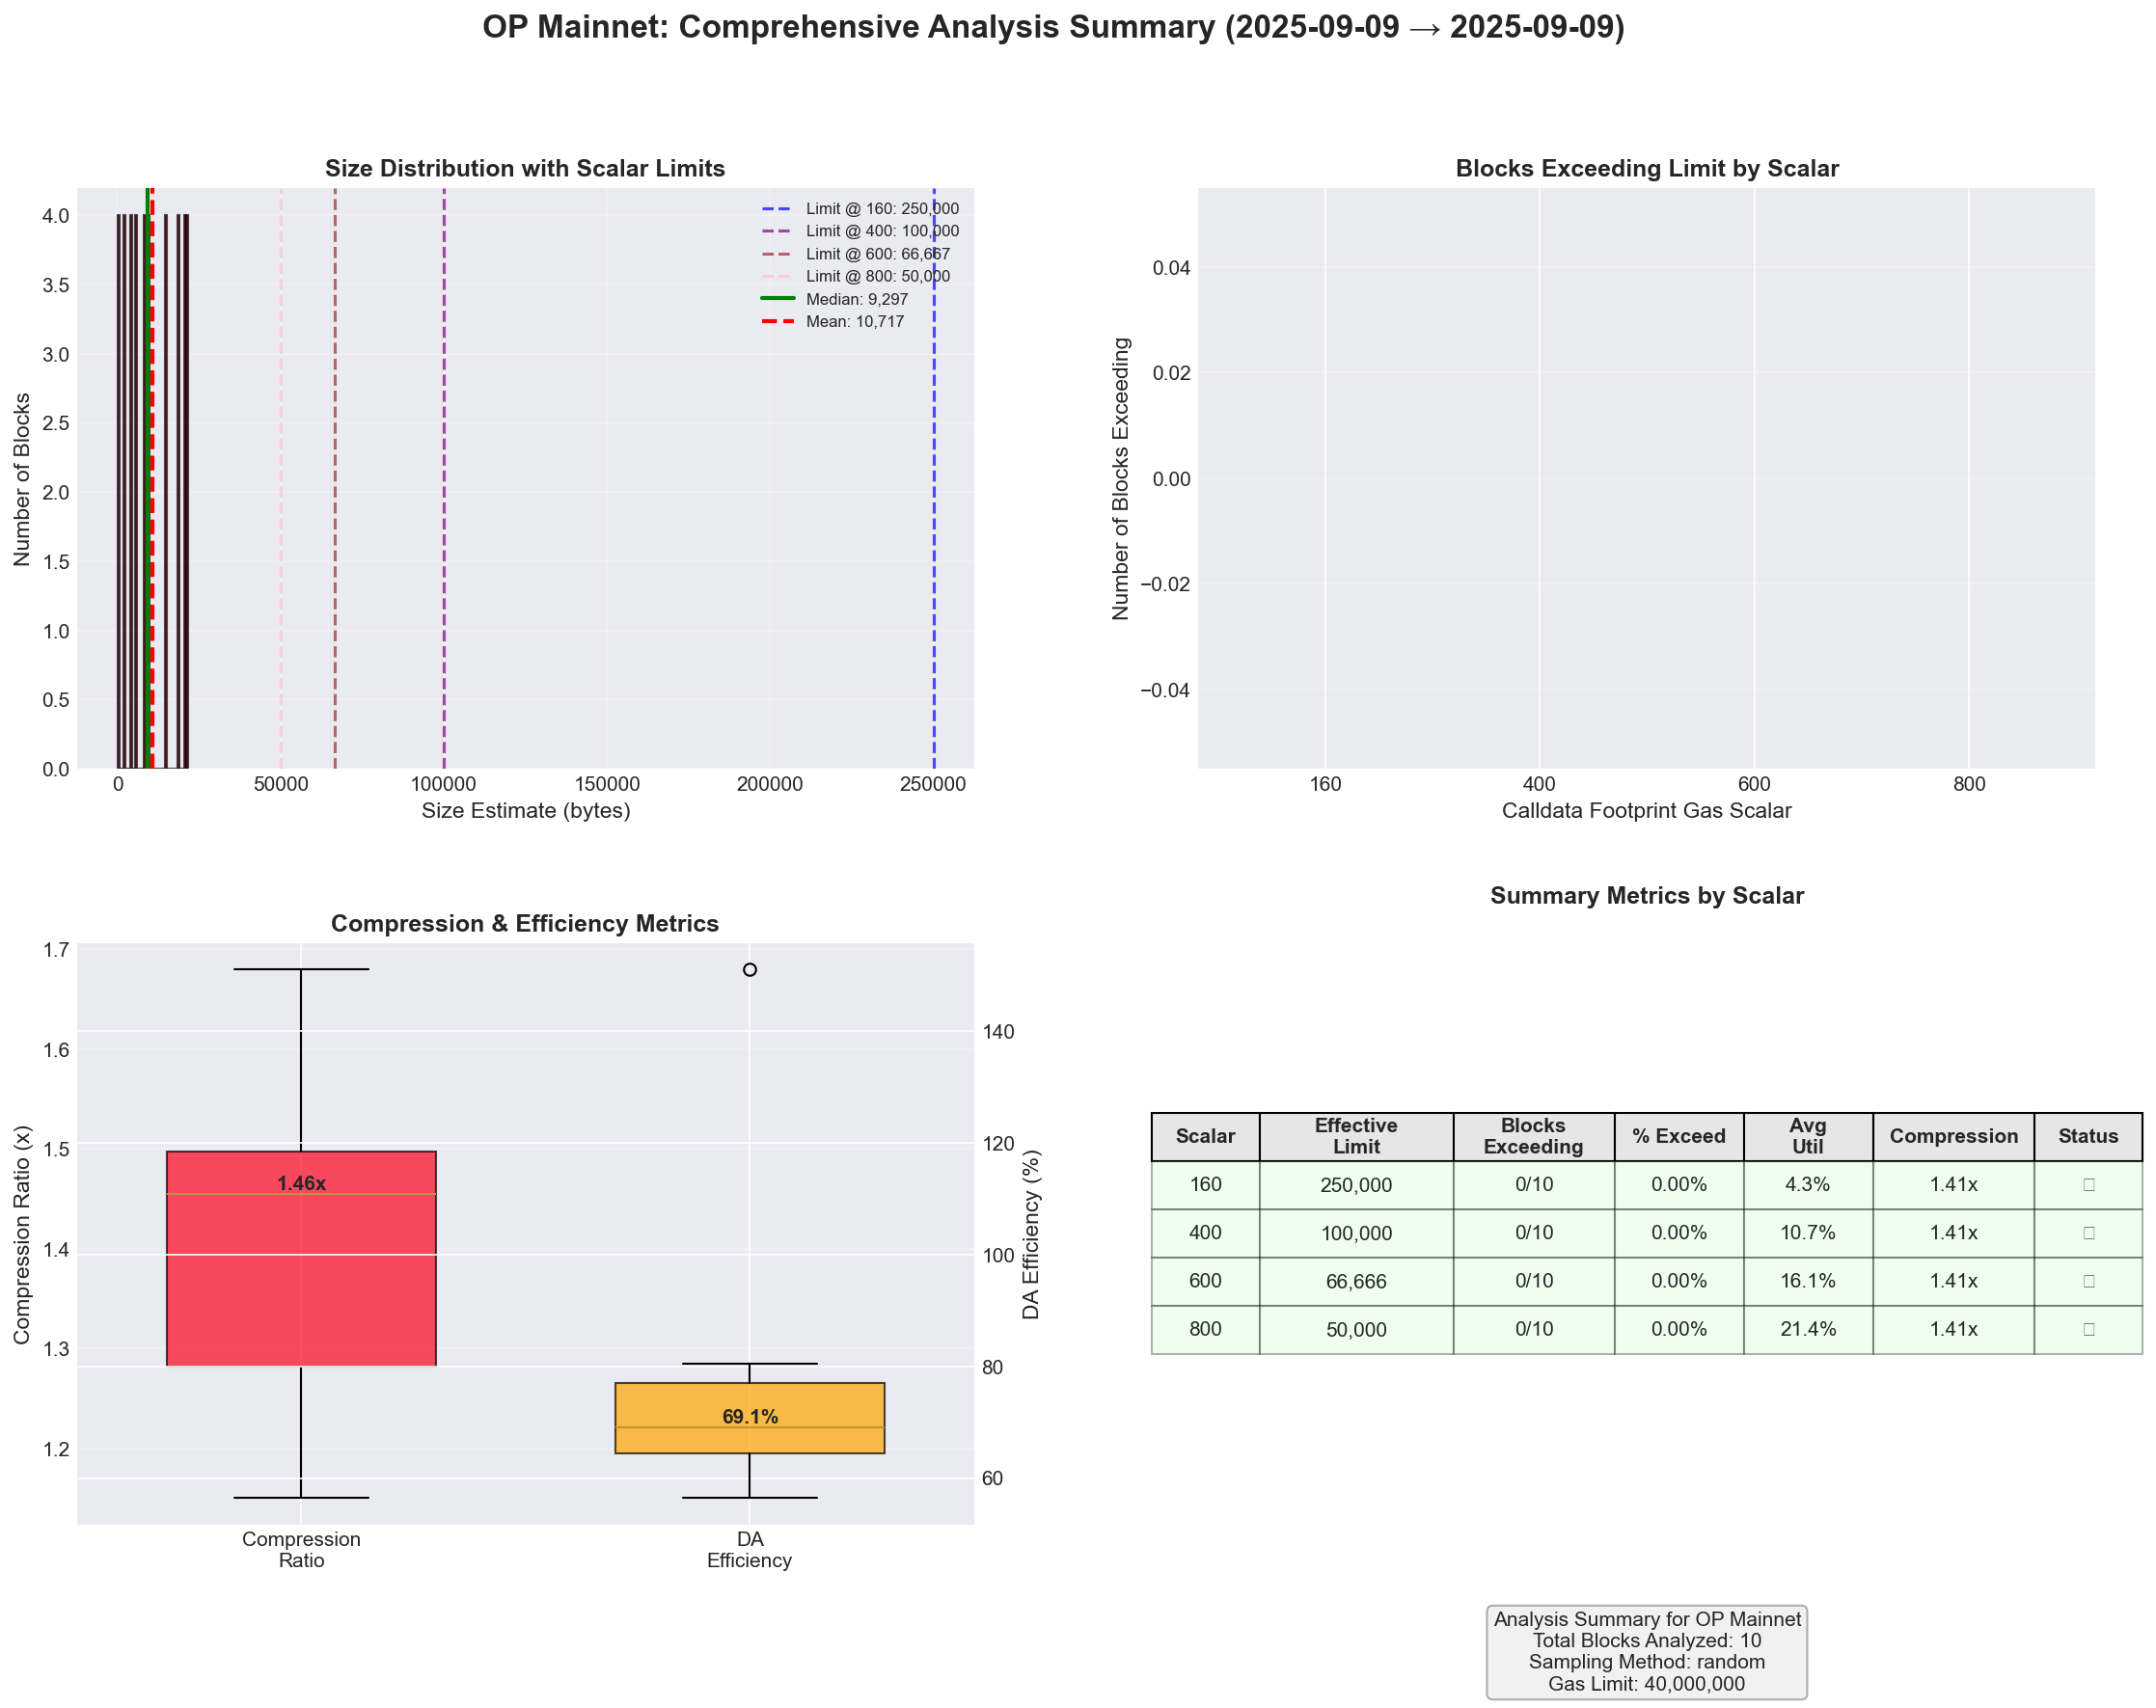 OP Mainnet: Comprehensive Analysis Summary (2025-09-09 → 2025-09-09)
Size Distribution with Scalar Limits
Number of Blocks
4.0
3.5
3.0
2.5
2.0
1.5
1.0
0.5
0.0
0
50000
100000
150000
200000
250000
Size Estimate (bytes)
Limit @ 160: 250,000
Limit @ 400: 100,000
Limit @ 600: 66,667
Limit @ 800: 50,000
Median: 9,297
Mean: 10,717
Blocks Exceeding Limit by Scalar
Number of Blocks Exceeding
0.04
0.02
0.00
−0.02
−0.04
160
400
600
800
Calldata Footprint Gas Scalar
Compression & Efficiency Metrics
Compression Ratio (x)
1.7
1.6
1.5
1.4
1.3
1.2
1.46x
69.1%
140
120
100
80
60
DA Efficiency (%)
Compression
Ratio
DA
Efficiency
Summary Metrics by Scalar
Scalar Effective Limit Blocks Exceeding % Exceed Avg Util Compression Status
160 250,000 0/10 0.00% 4.3% 1.41x
400 100,000 0/10 0.00% 10.7% 1.41x
600 66,666 0/10 0.00% 16.1% 1.41x
800 50,000 0/10 0.00% 21.4% 1.41x
Analysis Summary for OP Mainnet
Total Blocks Analyzed: 10
Sampling Method: random
Gas Limit: 40,000,000